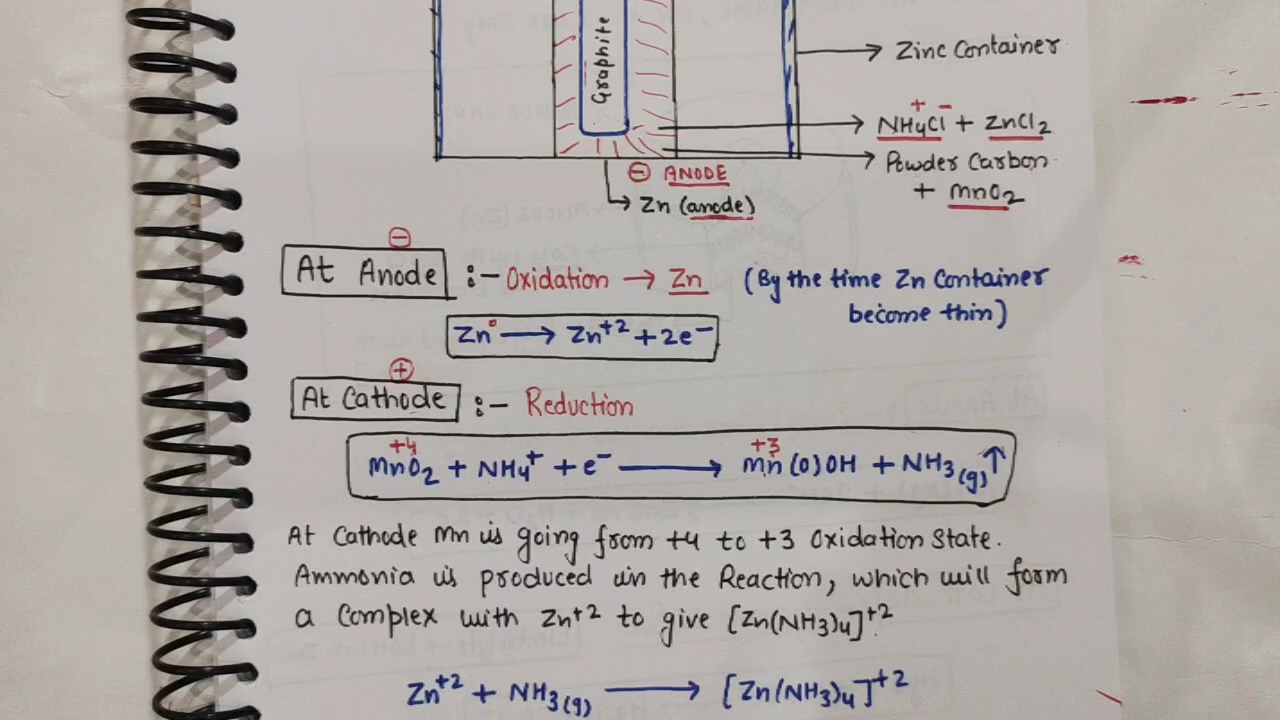 Graphite
Zinc Container
+ -
NH4Cl + ZnCl2
Powder Carbon
+ MnO2
⊖ ANODE
Zn (anode)
⊖
At Anode :- Oxidation → Zn (By the time Zn Container
become thin)
Zn° → Zn+2 + 2e-
⊕
At Cathode :- Reduction
+4 +3
MnO2 + NH4+ + e- → Mn(O)OH + NH3(g)↑
At Cathode Mn is going from +4 to +3 Oxidation State.
Ammonia is produced in the Reaction, which will form
a Complex with Zn+2 to give [Zn(NH3)4]+2
Zn+2 + NH3(g) → [Zn(NH3)4]+2